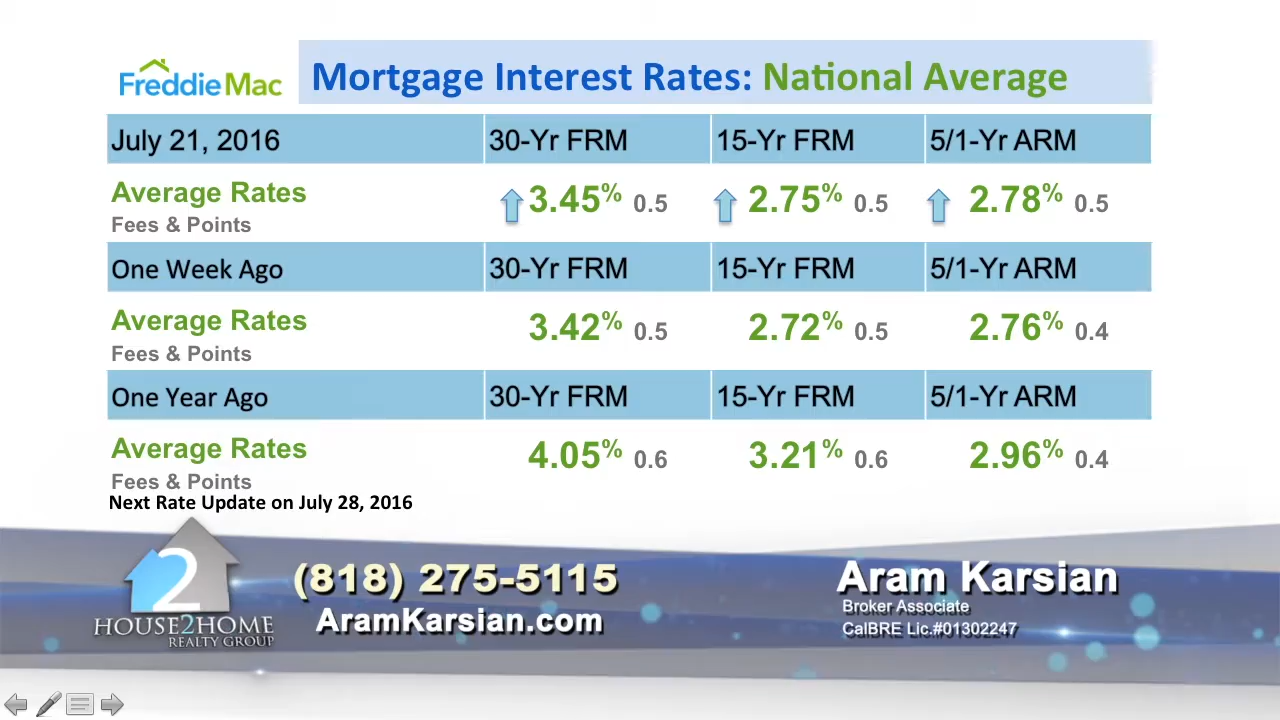 FreddieMac Mortgage Interest Rates: National Average
July 21, 2016 30-Yr FRM 15-Yr FRM 5/1-Yr ARM
Average Rates 3.45% 0.5 2.75% 0.5 2.78% 0.5
Fees & Points
One Week Ago 30-Yr FRM 15-Yr FRM 5/1-Yr ARM
Average Rates 3.42% 0.5 2.72% 0.5 2.76% 0.4
Fees & Points
One Year Ago 30-Yr FRM 15-Yr FRM 5/1-Yr ARM
Average Rates 4.05% 0.6 3.21% 0.6 2.96% 0.4
Fees & Points
Next Rate Update on July 28, 2016
2
HOUSE2HOME
REALTY GROUP
(818) 275-5115
AramKarsian.com
Aram Karsian
Broker Associate
CalBRE Lic.#01302247